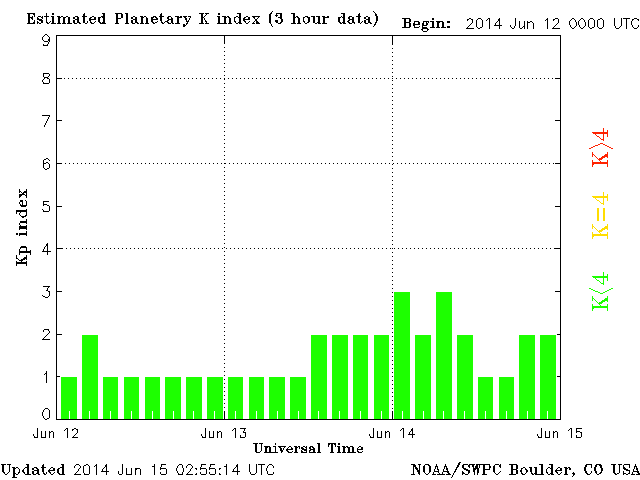 Estimated Planetary K index (3 hour data) Begin: 2014 Jun 12 0000 UTC
9
8
7
6
5
4
3
2
1
0
Kp index
K>4
K=4
K<4
Jun 12 Jun 13 Jun 14 Jun 15
Universal Time
Updated 2014 Jun 15 02:55:14 UTC NOAA/SWPC Boulder, CO USA